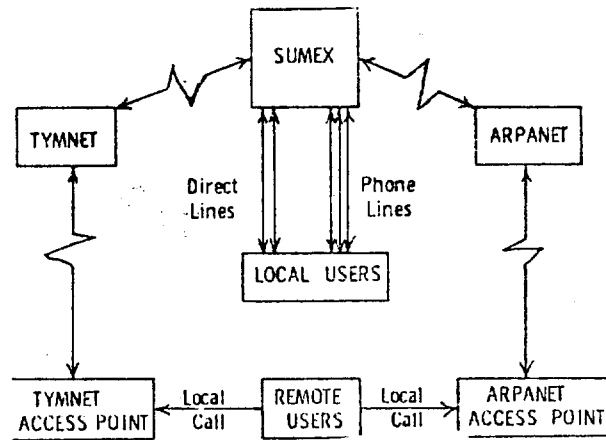 SUMEX
TYMNET
ARPANET
Direct
Lines
Phone
Lines
LOCAL USERS
TYMNET
ACCESS POINT
Local
Call
REMOTE
USERS
Local
Call
ARPANET
ACCESS POINT